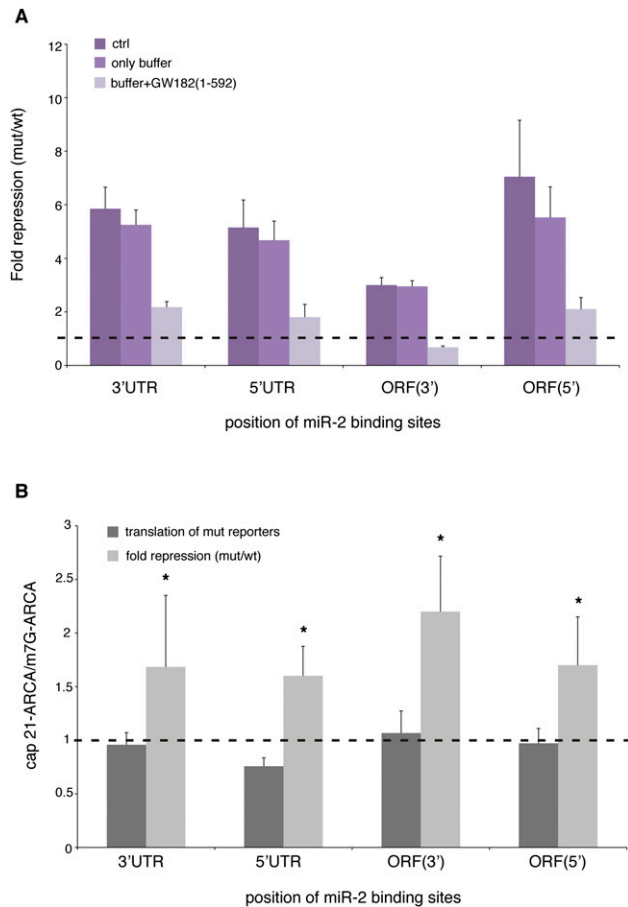 A
ctrl
only buffer
buffer+GW182(1-592)
Fold repression (mut/wt)
12
10
8
6
4
2
0
3'UTR 5'UTR ORF(3') ORF(5')
position of miR-2 binding sites
B
translation of mut reporters
fold repression (mut/wt)
cap 21-ARCA/m7G-ARCA
3
2.5
2
1.5
1
0.5
0
* * * *
3'UTR 5'UTR ORF(3') ORF(5')
position of miR-2 binding sites